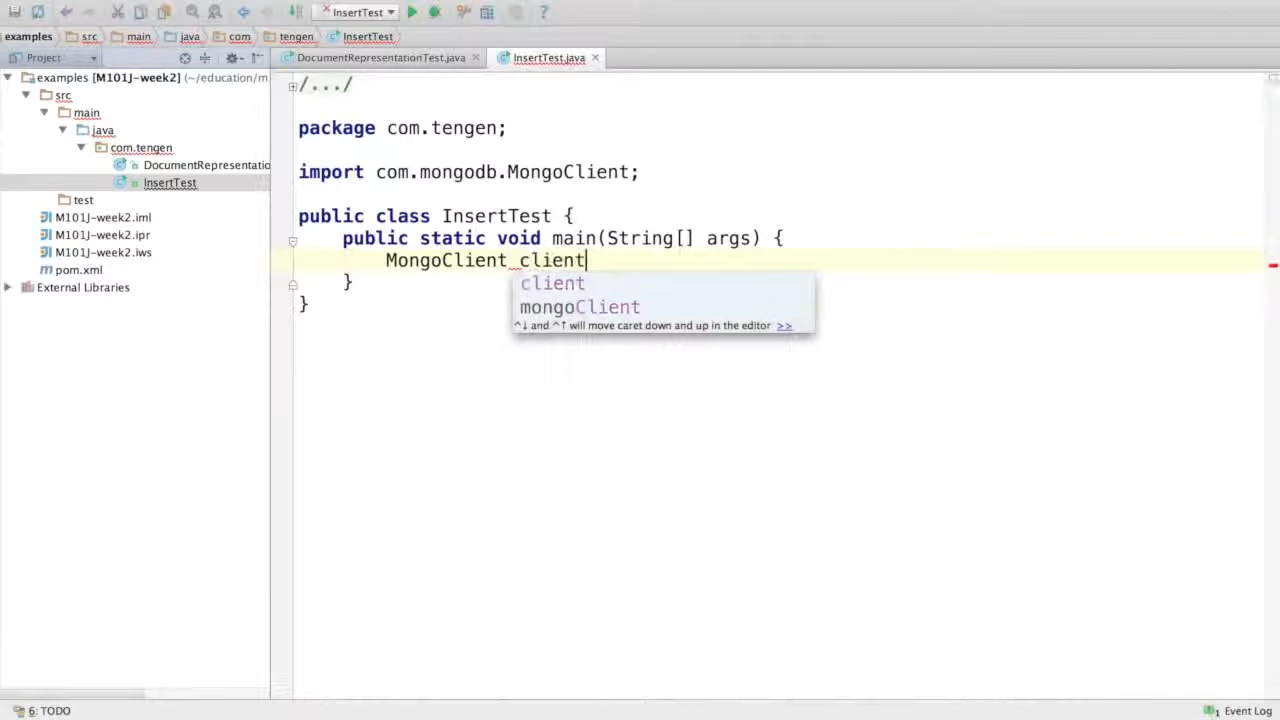 InsertTest
examples src main java com tengen InsertTest
Project DocumentRepresentationTest.java InsertTest.java
examples [M101J-week2] (~/education/m
src
main
java
com.tengen
DocumentRepresentatio
InsertTest
test
M101J-week2.iml
M101J-week2.ipr
M101J-week2.iws
pom.xml
External Libraries
/.../
package com.tengen;
import com.mongodb.MongoClient;
public class InsertTest {
public static void main(String[] args) {
MongoClient client
}
}
client
mongoClient
^↓ and ^↑ will move caret down and up in the editor >>
6: TODO
1 Event Log